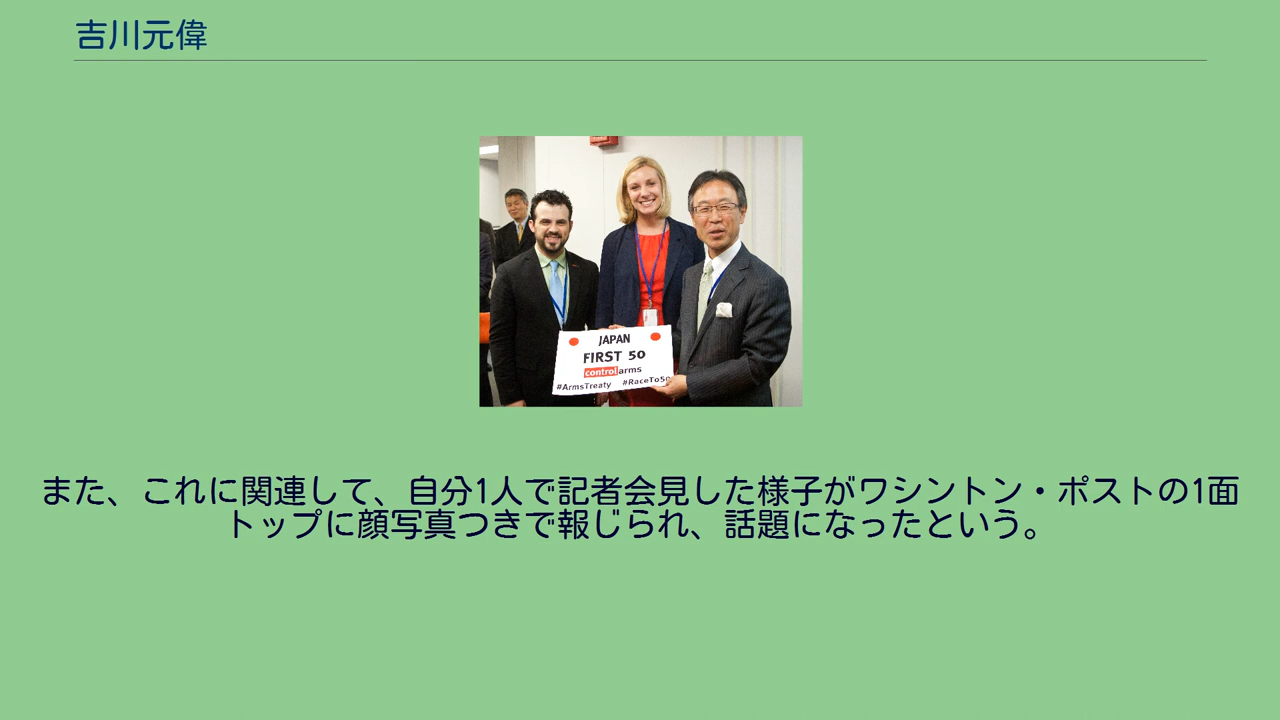 吉川元偉
JAPAN
FIRST 50
controlarms
#ArmsTreaty #RaceTo50
また、これに関連して、自分1人で記者会見した様子がワシントン・ポストの1面
トップに顔写真つきで報じられ、話題になったという。